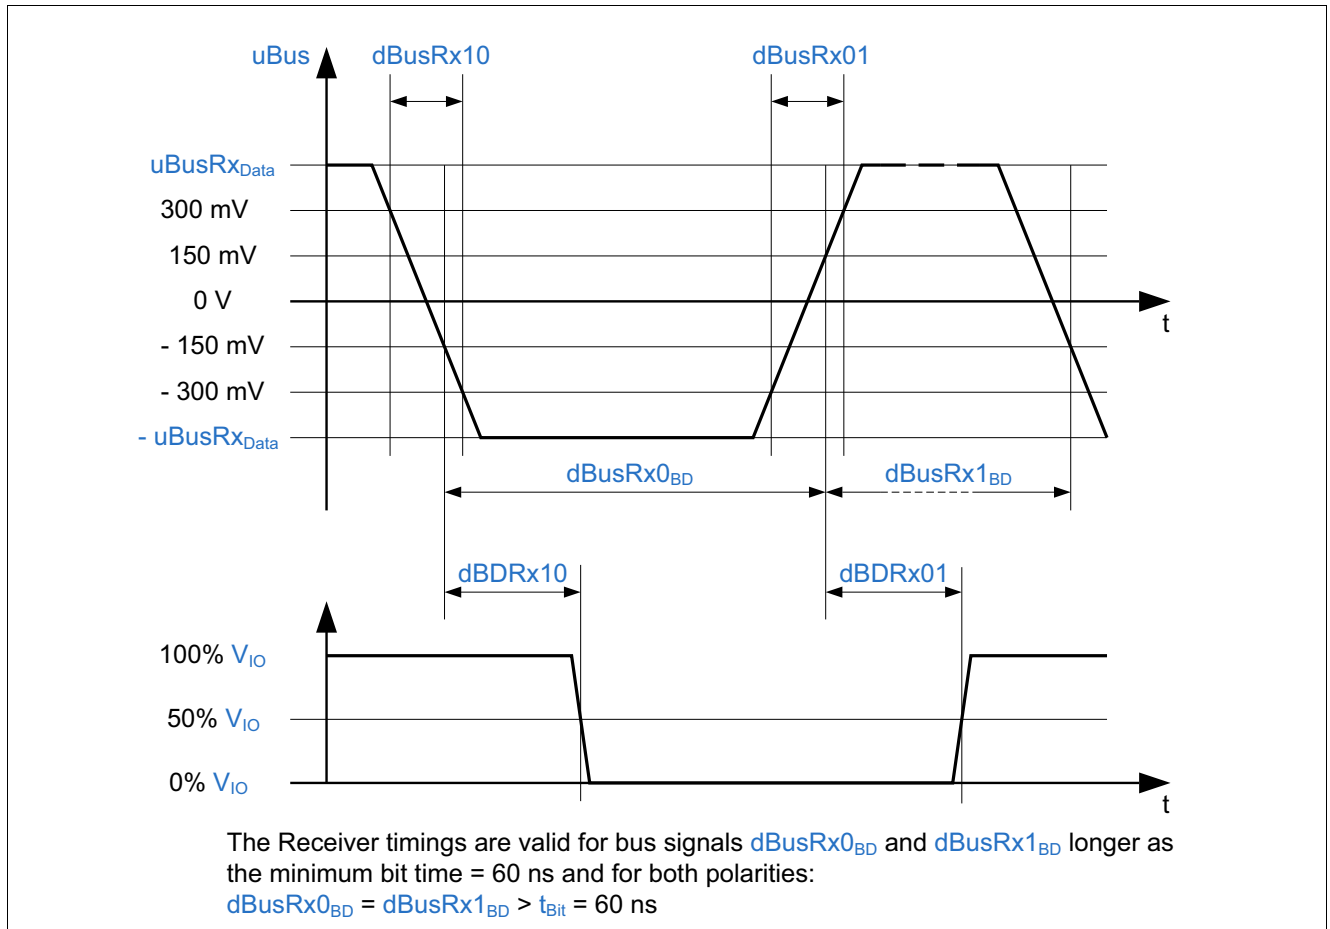 uBus dBusRx10 dBusRx01
uBusRxData
300 mV
150 mV
0 V
t
- 150 mV
- 300 mV
- uBusRxData
dBusRx0BD dBusRx1BD
dBDRx10 dBDRx01
100% VIO
50% VIO
0% VIO
t
The Receiver timings are valid for bus signals dBusRx0BD and dBusRx1BD longer as
the minimum bit time = 60 ns and for both polarities:
dBusRx0BD = dBusRx1BD > tBit = 60 ns